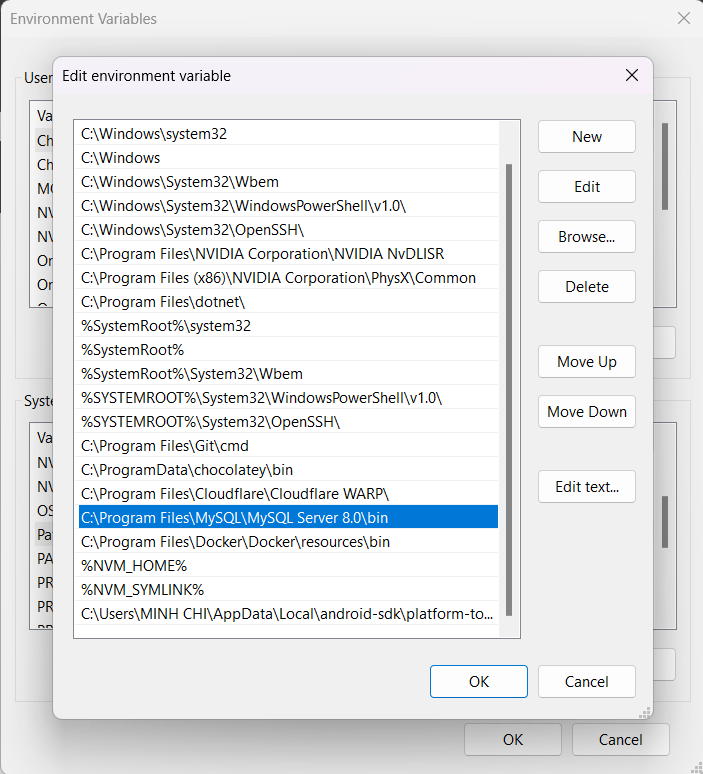 Environment Variables
Edit environment variable
User
Va
Ch
Ch
MC
NV
NV
On
On
C:\Windows\system32
C:\Windows
C:\Windows\System32\Wbem
C:\Windows\System32\WindowsPowerShell\v1.0\
C:\Windows\System32\OpenSSH\
C:\Program Files\NVIDIA Corporation\NVIDIA NvDLISR
C:\Program Files (x86)\NVIDIA Corporation\PhysX\Common
C:\Program Files\dotnet\
%SystemRoot%\system32
%SystemRoot%
%SystemRoot%\System32\Wbem
%SYSTEMROOT%\System32\WindowsPowerShell\v1.0\
%SYSTEMROOT%\System32\OpenSSH\
C:\Program Files\Git\cmd
C:\ProgramData\chocolatey\bin
C:\Program Files\Cloudflare\Cloudflare WARP\
C:\Program Files\MySQL\MySQL Server 8.0\bin
C:\Program Files\Docker\Docker\resources\bin
%NVM_HOME%
%NVM_SYMLINK%
C:\Users\MINH CHI\AppData\Local\android-sdk\platform-to...
New
Edit
Browse...
Delete
Move Up
Move Down
Edit text...
Syste
Va
NV
NV
OS
Pa
PA
PR
PR
OK
Cancel
OK
Cancel